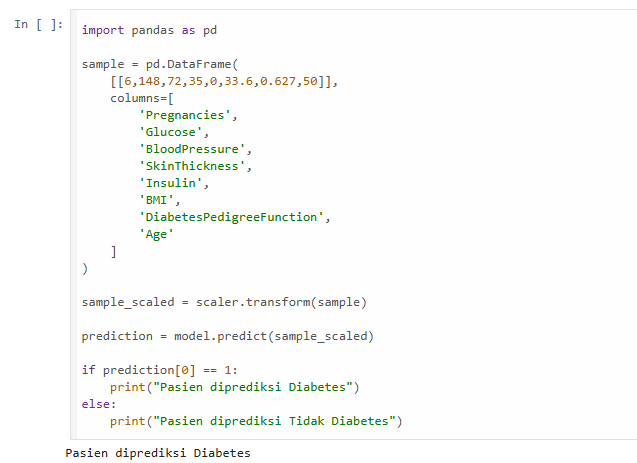 In [ ]:
import pandas as pd
sample = pd.DataFrame(
    [[6,148,72,35,0,33.6,0.627,50]],
    columns=[
        'Pregnancies',
        'Glucose',
        'BloodPressure',
        'SkinThickness',
        'Insulin',
        'BMI',
        'DiabetesPedigreeFunction',
        'Age'
    ]
)
sample_scaled = scaler.transform(sample)
prediction = model.predict(sample_scaled)
if prediction[0] == 1:
    print("Pasien diprediksi Diabetes")
else:
    print("Pasien diprediksi Tidak Diabetes")
Pasien diprediksi Diabetes